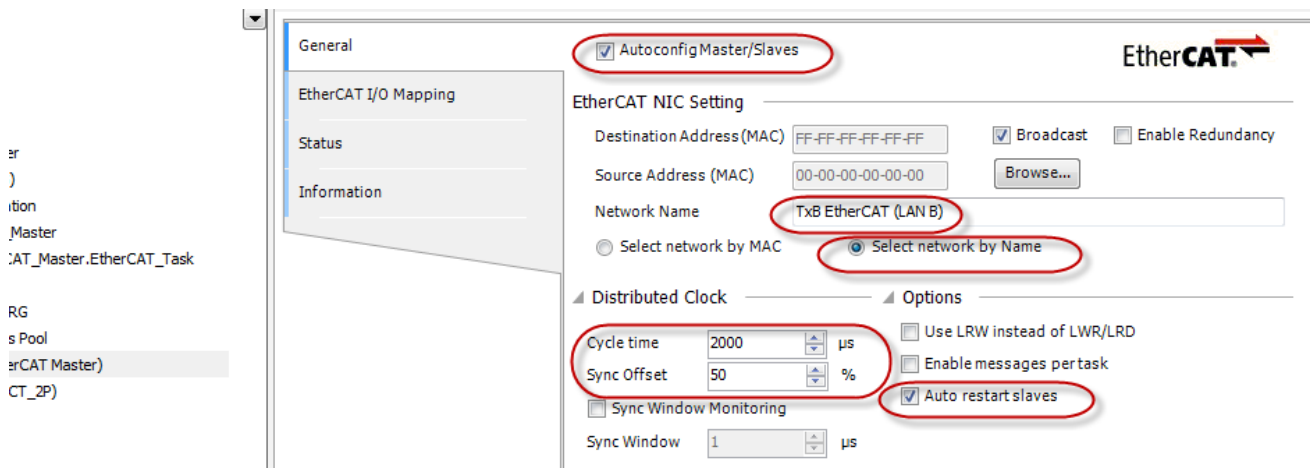 General
EtherCAT I/O Mapping
Status
Information
Autoconfig Master/Slaves
EtherCAT.
EtherCAT NIC Setting
Destination Address (MAC) FF-FF-FF-FF-FF-FF Broadcast Enable Redundancy
Source Address (MAC) 00-00-00-00-00-00 Browse...
Network Name TxB EtherCAT (LAN B)
Select network by MAC Select network by Name
Distributed Clock
Cycle time 2000 µs
Sync Offset 50 %
Sync Window Monitoring
Sync Window 1 µs
Options
Use LRW instead of LWR/LRD
Enable messages per task
Auto restart slaves
er
)
ation
_Master
CAT_Master.EtherCAT_Task
RG
s Pool
erCAT Master)
CT_2P)